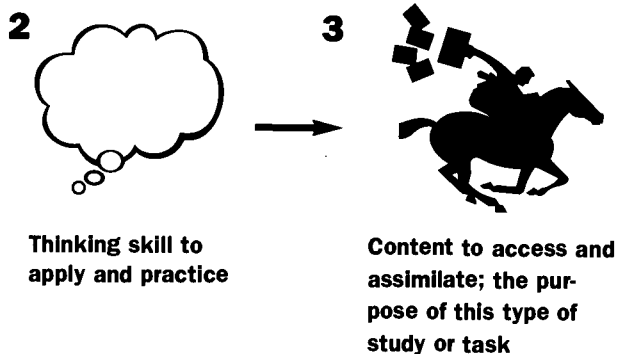 2
3
Thinking skill to
apply and practice
Content to access and
assimilate; the pur-
pose of this type of
study or task